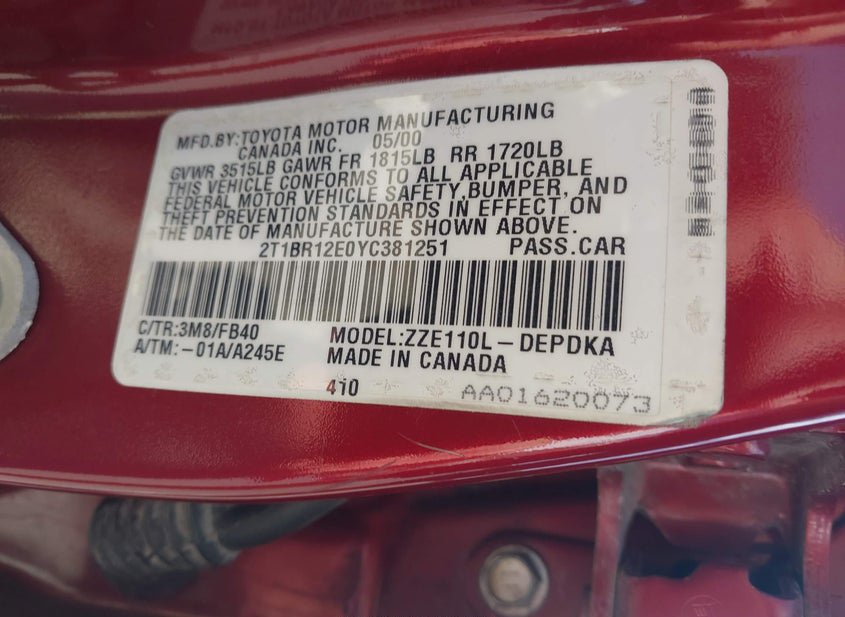 MFD.BY:TOYOTA MOTOR MANUFACTURING
CANADA INC. 05/00
GVWR 3515LB GAWR FR 1815LB RR 1720LB
THIS VEHICLE CONFORMS TO ALL APPLICABLE
FEDERAL MOTOR VEHICLE SAFETY,BUMPER, AND
THEFT PREVENTION STANDARDS IN EFFECT ON
THE DATE OF MANUFACTURE SHOWN ABOVE.
2T1BR12E0YC381251 PASS.CAR
C/TR:3M8/FB40 MODEL:ZZE110L-DEPDKA
A/TM:-01A/A245E MADE IN CANADA
410 AA01620073